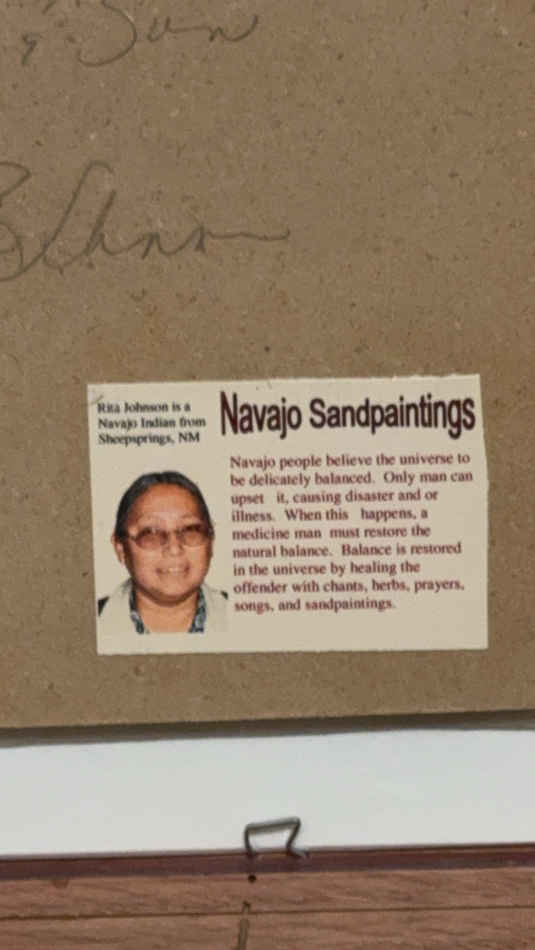 & Sun
Rita Johnson is a
Navajo Indian from
Sheepsprings, NM
Navajo Sandpaintings
Navajo people believe the universe to
be delicately balanced. Only man can
upset it, causing disaster and or
illness. When this happens, a
medicine man must restore the
natural balance. Balance is restored
in the universe by healing the
offender with chants, herbs, prayers,
songs, and sandpaintings.